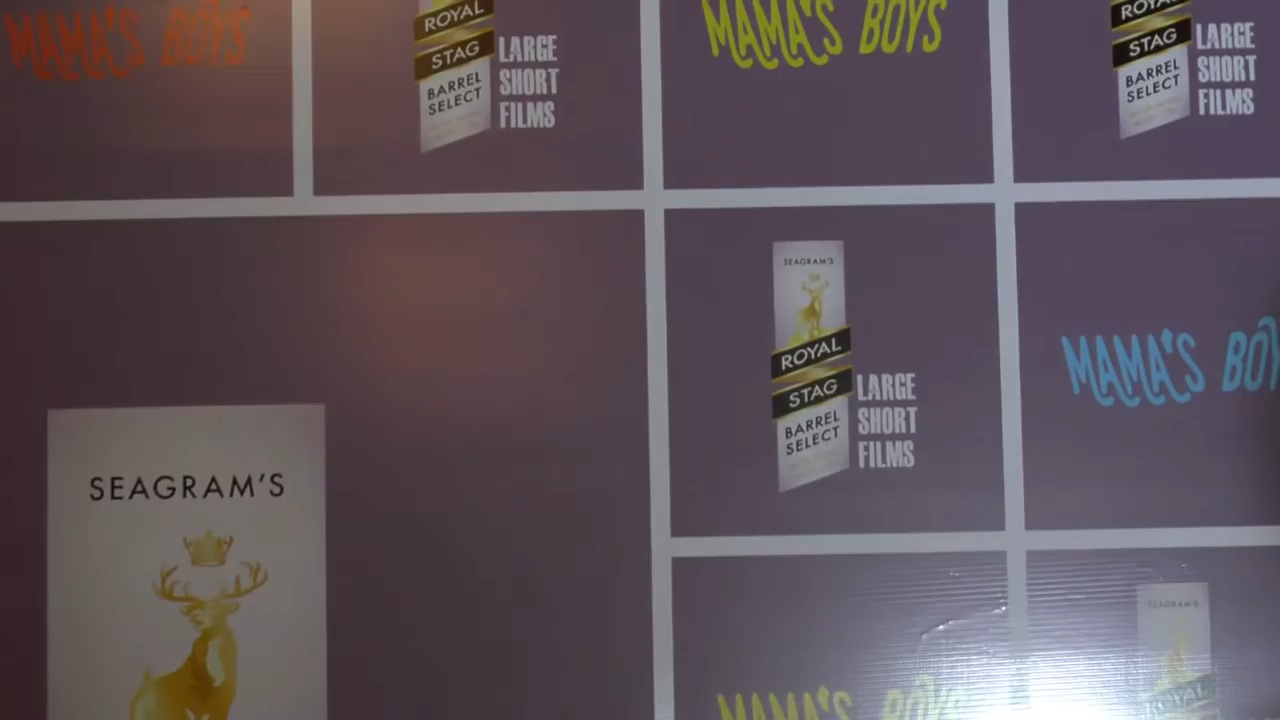 MAMA'S BOYS
ROYAL
STAG
BARREL
SELECT
LARGE
SHORT
FILMS
MAMA'S BOYS
ROYAL
STAG
BARREL
SELECT
LARGE
SHORT
FILMS
SEAGRAM'S
ROYAL
STAG
BARREL
SELECT
LARGE
SHORT
FILMS
MAMA'S BOY
SEAGRAM'S
MAMA'S BOYS
SEAGRAM'S
ROYAL